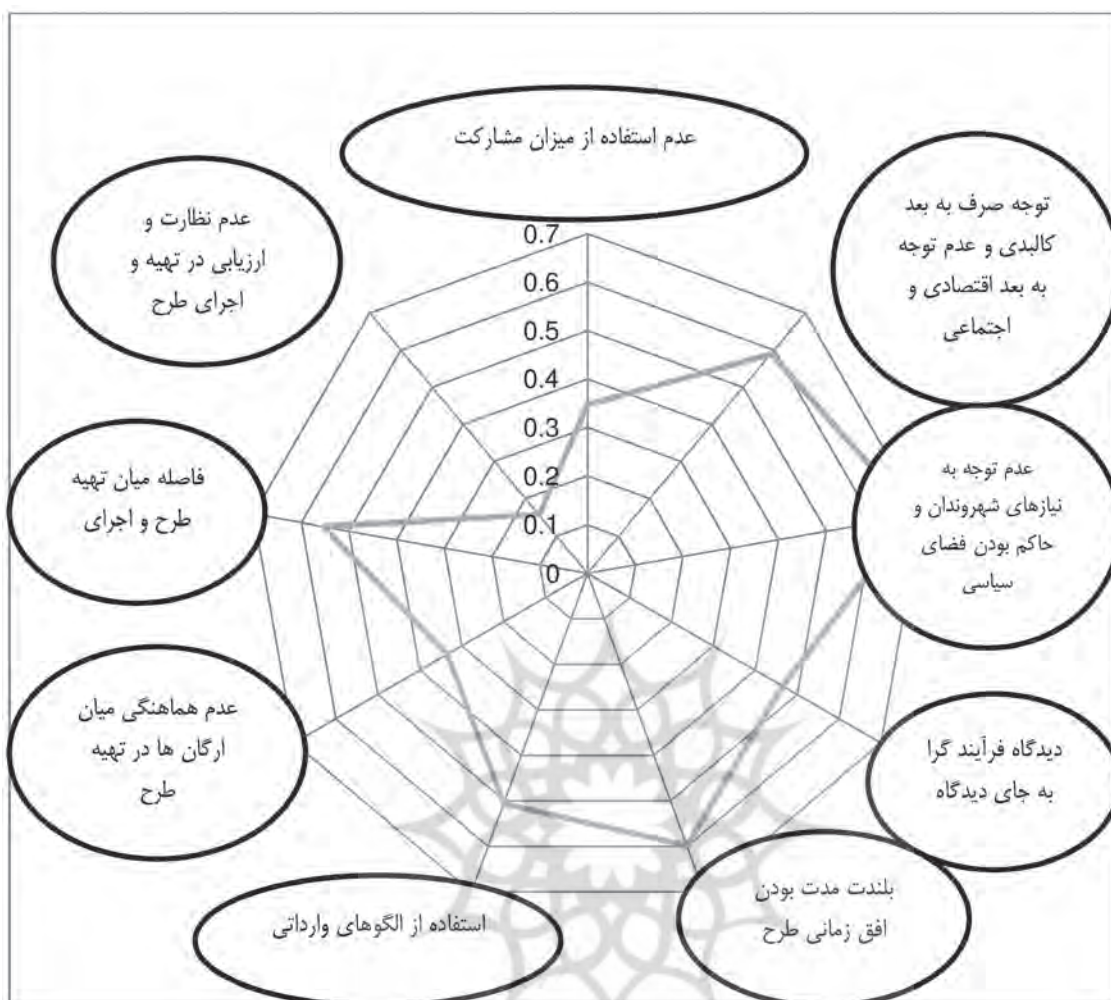 عدم استفاده از میزان مشارکت
توجه صرف به بعد
کالبدی و عدم توجه
به بعد اقتصادی و
اجتماعی
عدم توجه به
نیازهای شهروندان و
حاکم بودن فضای
سیاسی
دیدگاه فرآیند گرا
به جای دیدگاه
بلندت مدت بودن
افق زمانی طرح
استفاده از الگوهای وارداتی
عدم هماهنگی میان
ارگان ها در تهیه
طرح
فاصله میان تهیه
طرح و اجرای
عدم نظارت و
ارزیابی در تهیه و
اجرای طرح
0.7
0.6
0.5
0.4
0.3
0.2
0.1
0